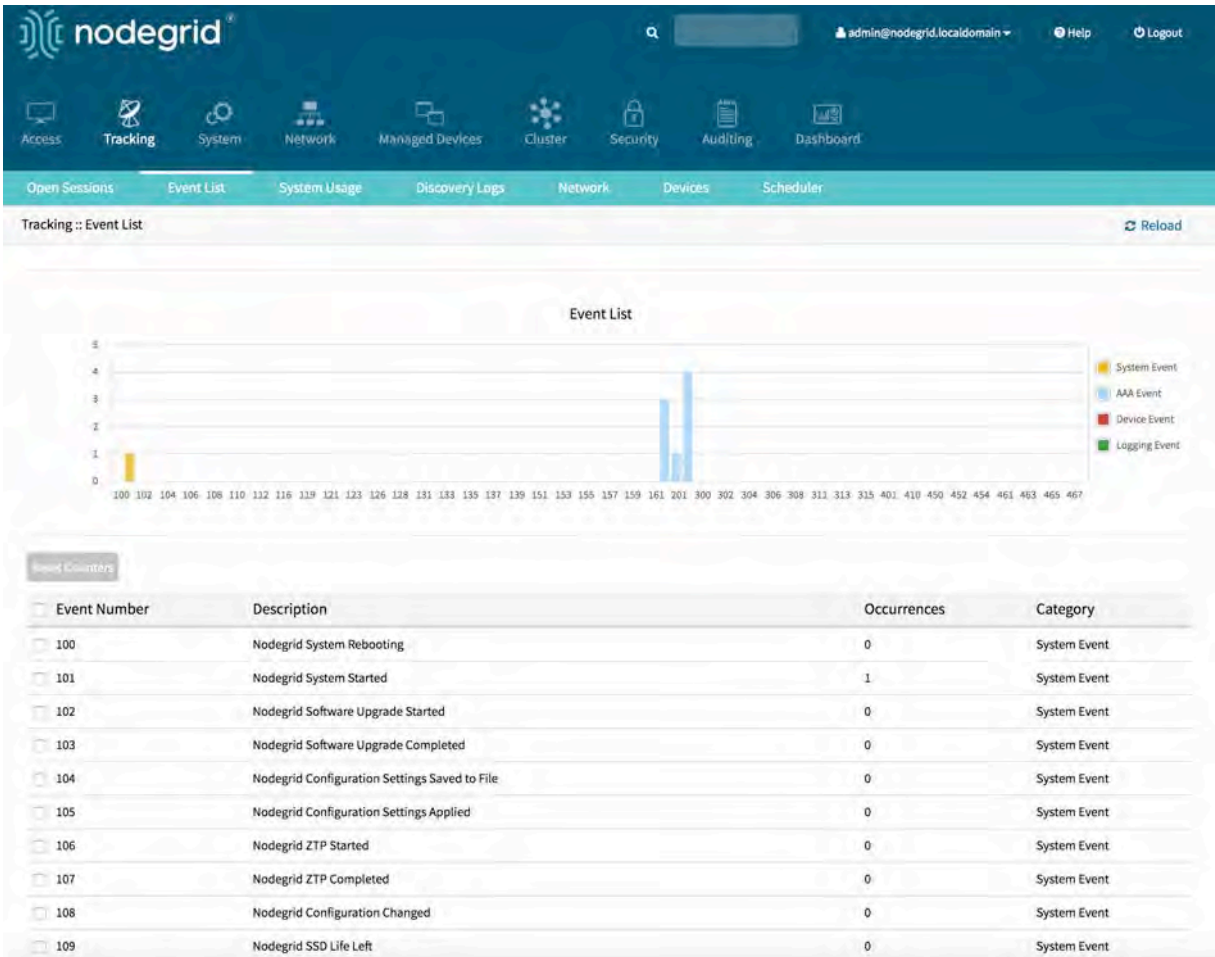 nodegrid®
admin@nodegrid.localdomain Help Logout
Access Tracking System Network Managed Devices Cluster Security Auditing Dashboard
Open Sessions Event List System Usage Discovery Logs Network Devices Scheduler
Tracking :: Event List Reload
Event List
5
4
3
2
1
0
100 102 104 106 108 110 112 116 119 121 123 126 128 131 133 135 137 139 151 153 155 157 159 161 201 300 302 304 306 308 311 313 315 401 410 450 452 454 461 463 465 467
System Event
AAA Event
Device Event
Logging Event
Reset Counters
Event Number Description Occurrences Category
100 Nodegrid System Rebooting 0 System Event
101 Nodegrid System Started 1 System Event
102 Nodegrid Software Upgrade Started 0 System Event
103 Nodegrid Software Upgrade Completed 0 System Event
104 Nodegrid Configuration Settings Saved to File 0 System Event
105 Nodegrid Configuration Settings Applied 0 System Event
106 Nodegrid ZTP Started 0 System Event
107 Nodegrid ZTP Completed 0 System Event
108 Nodegrid Configuration Changed 0 System Event
109 Nodegrid SSD Life Left 0 System Event